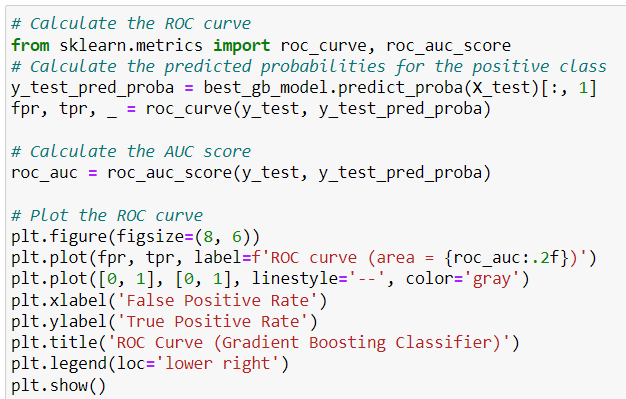 # Calculate the ROC curve
from sklearn.metrics import roc_curve, roc_auc_score
# Calculate the predicted probabilities for the positive class
y_test_pred_proba = best_gb_model.predict_proba(X_test)[:, 1]
fpr, tpr, _ = roc_curve(y_test, y_test_pred_proba)

# Calculate the AUC score
roc_auc = roc_auc_score(y_test, y_test_pred_proba)

# Plot the ROC curve
plt.figure(figsize=(8, 6))
plt.plot(fpr, tpr, label=f'ROC curve (area = {roc_auc:.2f})')
plt.plot([0, 1], [0, 1], linestyle='--', color='gray')
plt.xlabel('False Positive Rate')
plt.ylabel('True Positive Rate')
plt.title('ROC Curve (Gradient Boosting Classifier)')
plt.legend(loc='lower right')
plt.show()